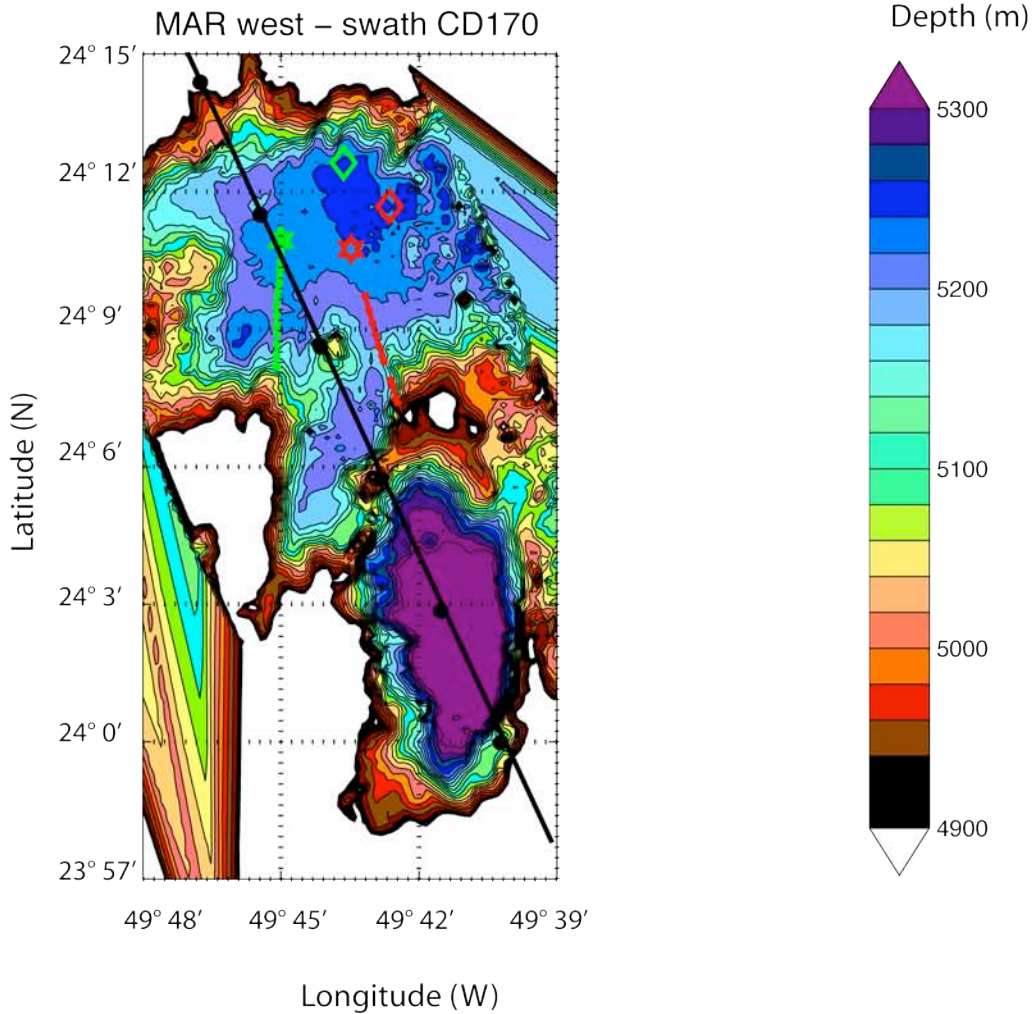 Depth (m)
MAR west − swath CD170
24° 15′
24° 12′
24° 9′
24° 6′
24° 3′
24° 0′
23° 57′
Latitude (N)
49° 48′ 49° 45′ 49° 42′ 49° 39′
Longitude (W)
5300
5200
5100
5000
4900